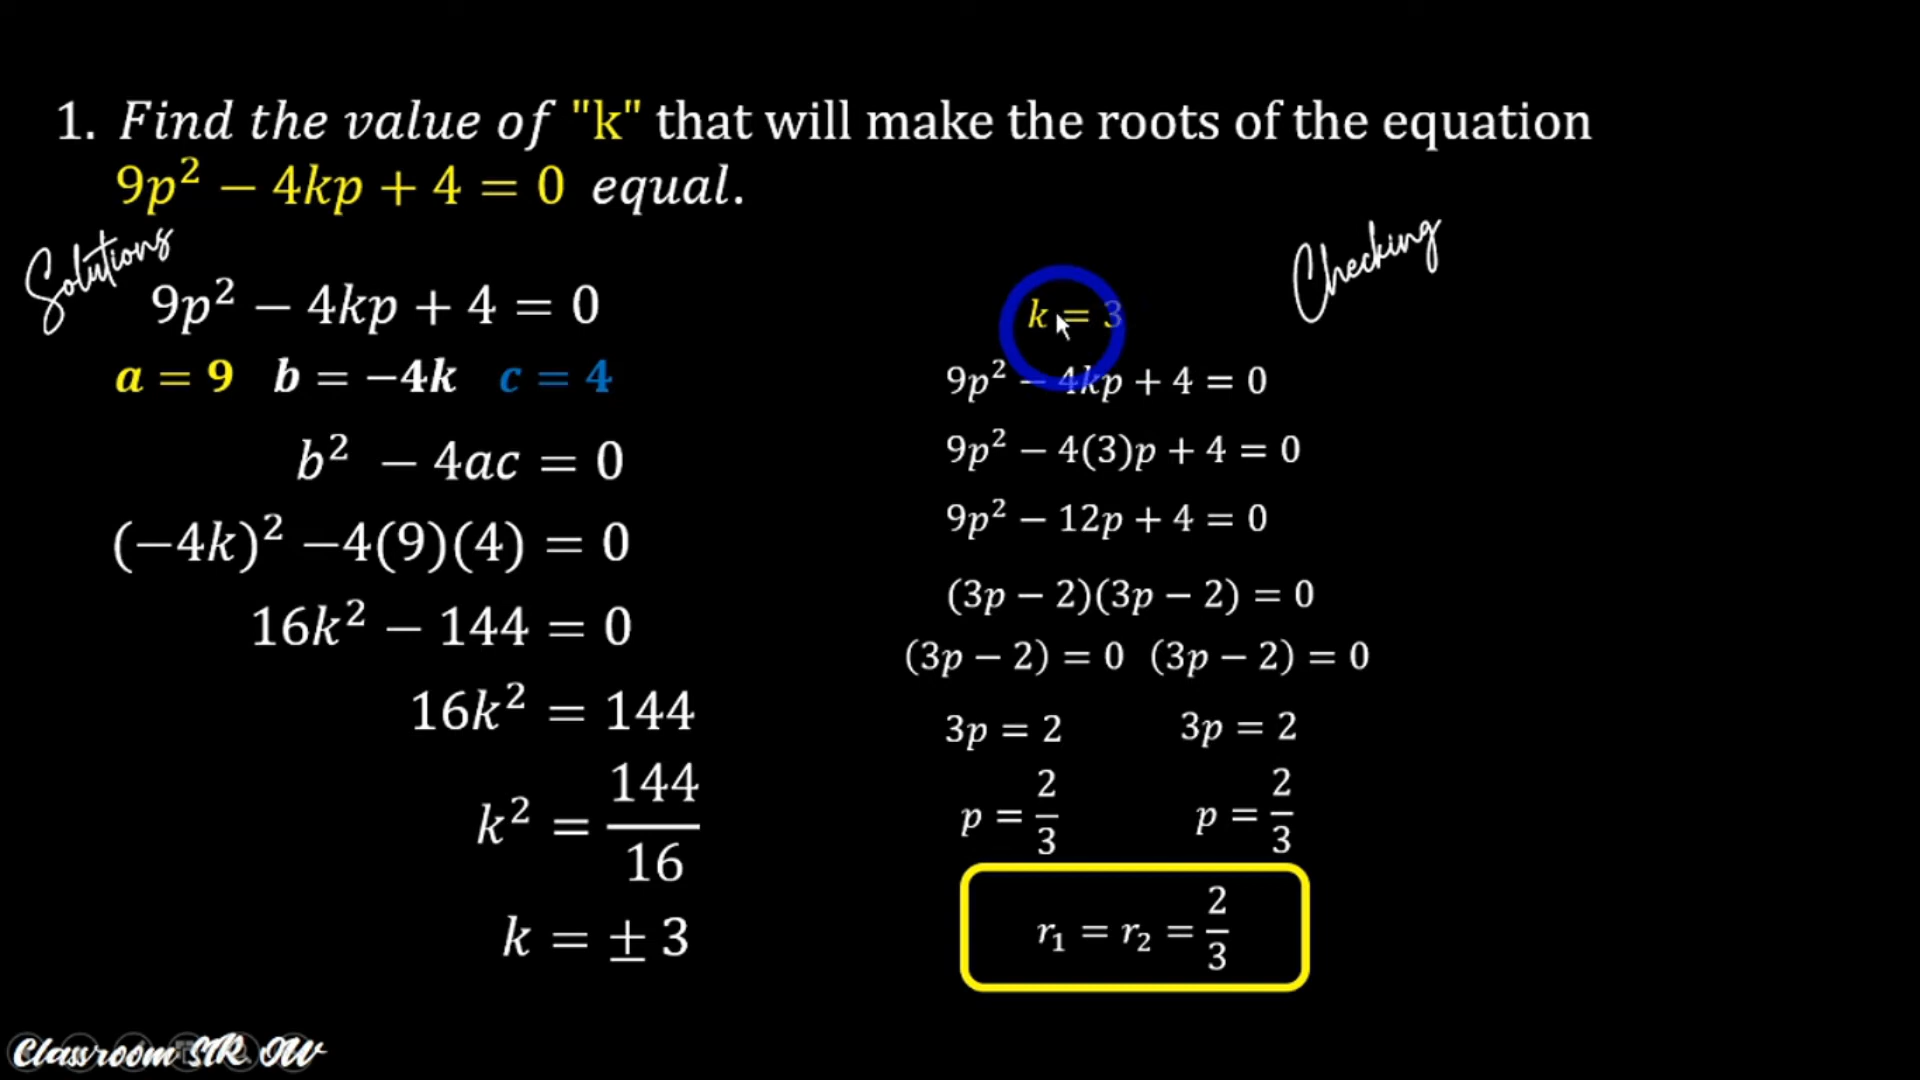 1. Find the value of "k" that will make the roots of the equation
9p² − 4kp + 4 = 0 equal.
Solutions
9p² − 4kp + 4 = 0
a = 9 b = −4k c = 4
b² − 4ac = 0
(−4k)² −4(9)(4) = 0
16k² − 144 = 0
16k² = 144
k² = 144/16
k = ± 3
Checking
k = 3
9p² − 4kp + 4 = 0
9p² − 4(3)p + 4 = 0
9p² − 12p + 4 = 0
(3p − 2)(3p − 2) = 0
(3p − 2) = 0 (3p − 2) = 0
3p = 2 3p = 2
p = 2/3 p = 2/3
r₁ = r₂ = 2/3
Classroom SIR OW